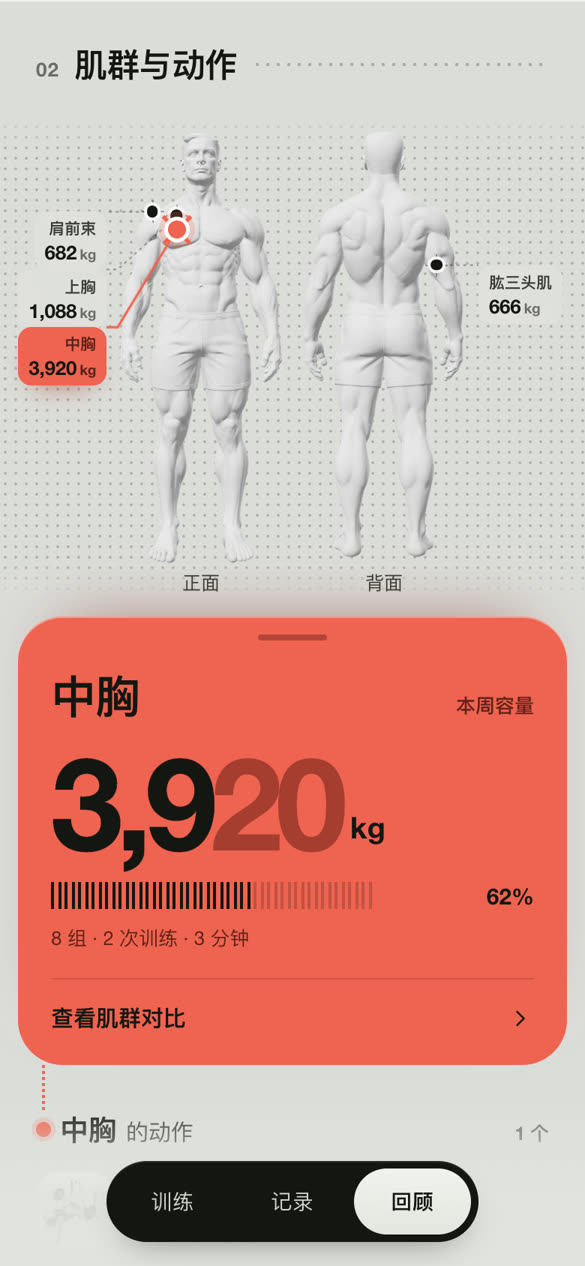 02 肌群与动作
肩前束
682 kg
上胸
1,088 kg
中胸
3,920 kg
肱三头肌
666 kg
正面
背面
中胸
本周容量
3,920 kg
62%
8 组 · 2 次训练 · 3 分钟
查看肌群对比
中胸 的动作
1 个
训练
记录
回顾